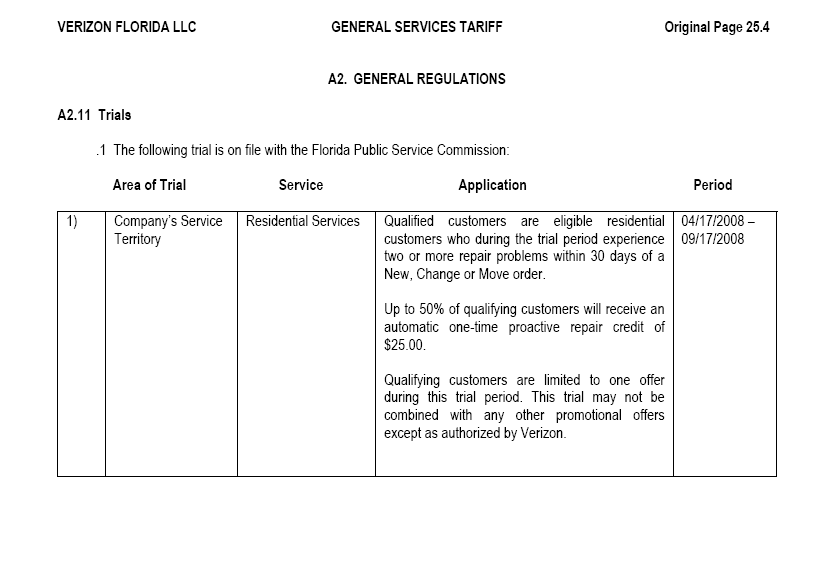 VERIZON FLORIDA LLC GENERAL SERVICES TARIFF Original Page 25.4
A2. GENERAL REGULATIONS
A2.11 Trials
.1 The following trial is on file with the Florida Public Service Commission:
Area of Trial Service Application Period
1) Company's Service Residential Services Qualified customers are eligible residential 04/17/2008 –
Territory customers who during the trial period experience 09/17/2008
two or more repair problems within 30 days of a
New, Change or Move order.
Up to 50% of qualifying customers will receive an
automatic one-time proactive repair credit of
$25.00.
Qualifying customers are limited to one offer
during this trial period. This trial may not be
combined with any other promotional offers
except as authorized by Verizon.